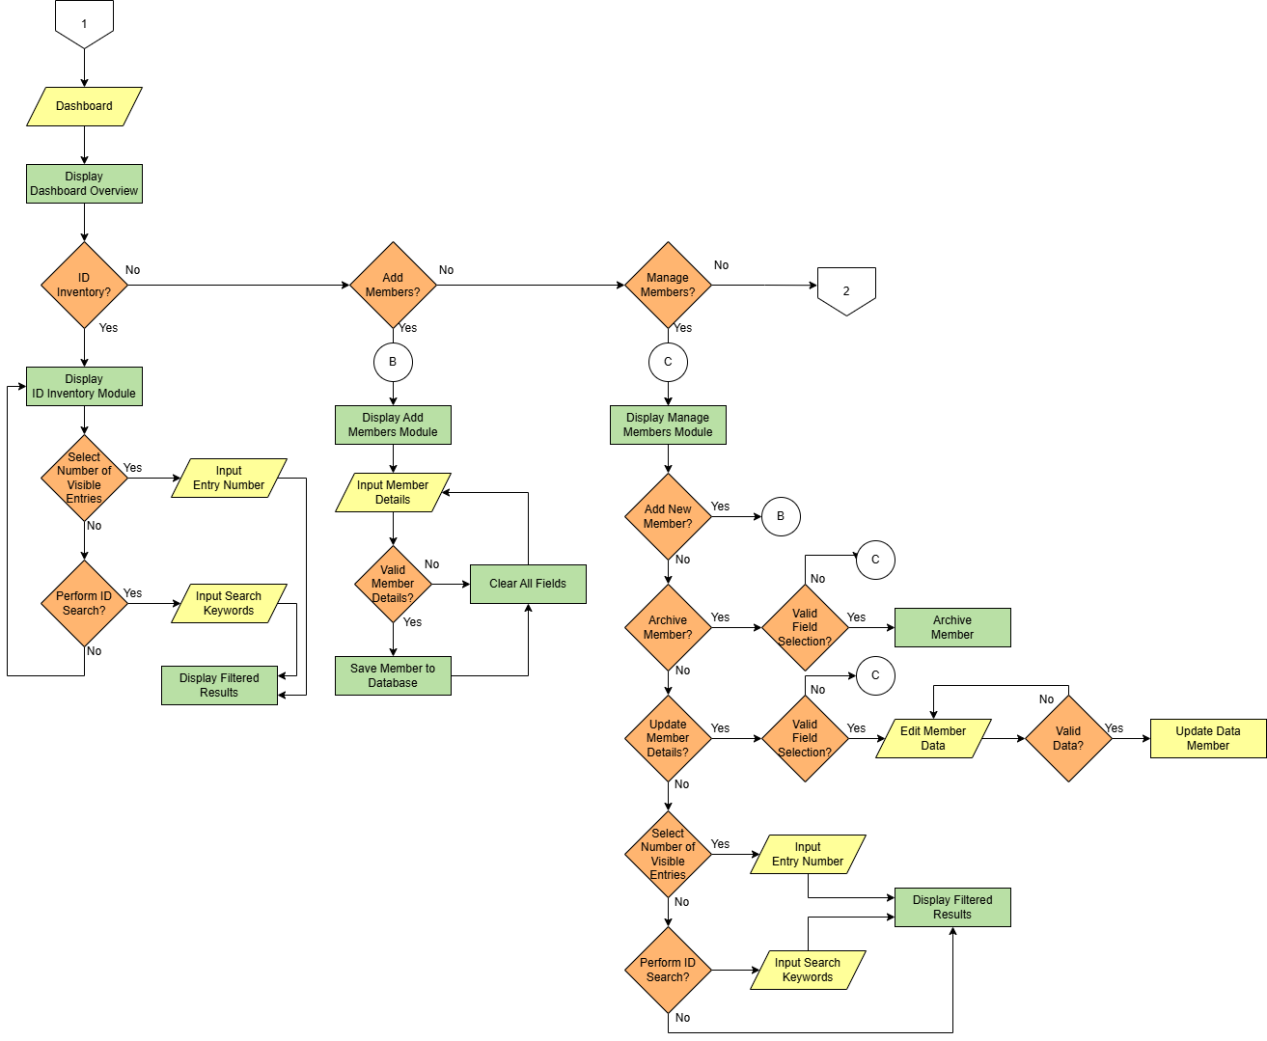 1
Dashboard
Display
Dashboard Overview
ID
Inventory?
No
Yes
Add
Members?
No
Yes
Manage
Members?
No
Yes
2
Display
ID Inventory Module
Select
Number of
Visible
Entries
Yes
No
Input
Entry Number
Perform ID
Search?
Yes
No
Input Search
Keywords
Display Filtered
Results
B
Display Add
Members Module
Input Member
Details
Valid
Member
Details?
No
Yes
Clear All Fields
Save Member to
Database
C
Display Manage
Members Module
Add New
Member?
Yes
No
B
Archive
Member?
Yes
No
Valid
Field
Selection?
No
Yes
C
Archive
Member
Update
Member
Details?
Yes
No
Valid
Field
Selection?
No
Yes
C
Edit Member
Data
Valid
Data?
No
Yes
Update Data
Member
Select
Number of
Visible
Entries
Yes
No
Input
Entry Number
Display Filtered
Results
Perform ID
Search?
No
Input Search
Keywords